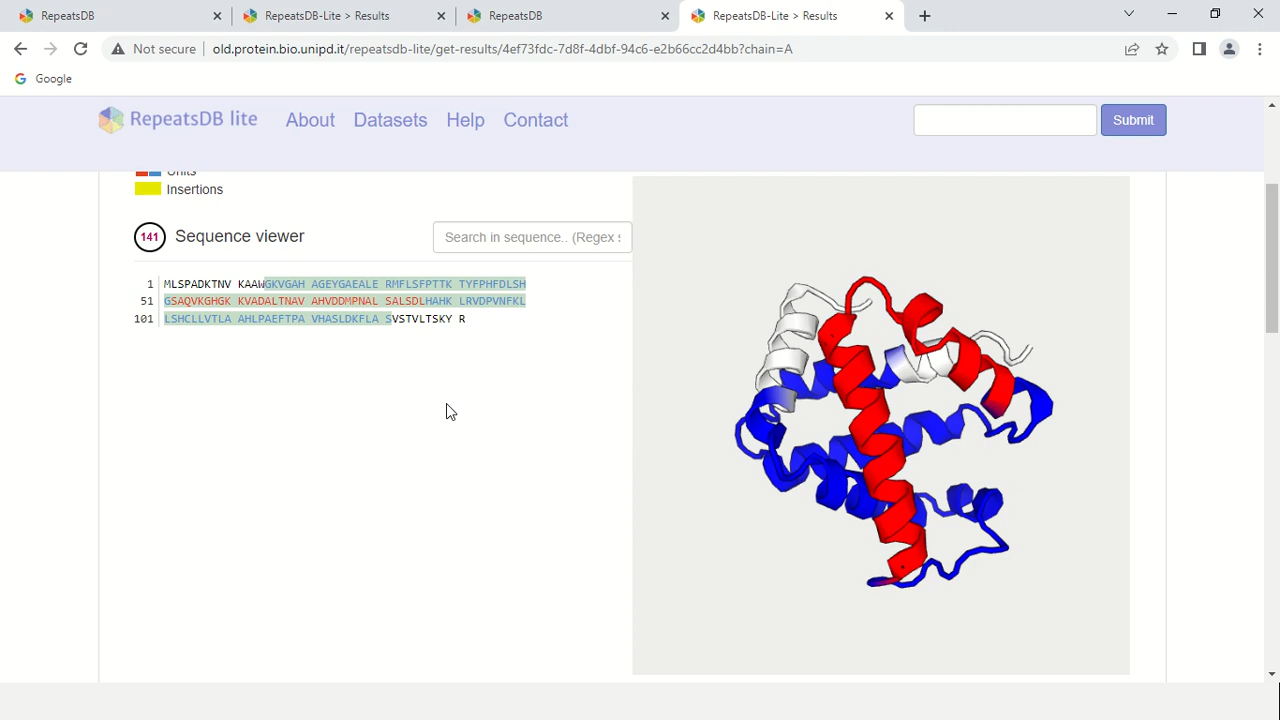 RepeatsDB
RepeatsDB-Lite > Results
RepeatsDB
RepeatsDB-Lite > Results
Not secure
old.protein.bio.unipd.it/repeatsdb-lite/get-results/4ef73fdc-7d8f-4dbf-94c6-e2b66cc2d4bb?chain=A
Google
RepeatsDB lite
About
Datasets
Help
Contact
Submit
Units
Insertions
141 Sequence viewer
Search in sequence.. (Regex s
1 MLSPADKTNV KAAWGKVGAH AGEYGAEALE RMFLSFPTTK TYFPHFDLSH
51 GSAQVKGHGK KVADALTNAV AHVDDMPNAL SALSDLHAHK LRVDPVNFKL
101 LSHCLLVTLA AHLPAEFTPA VHASLDKFLA SVSTVLTSKY R